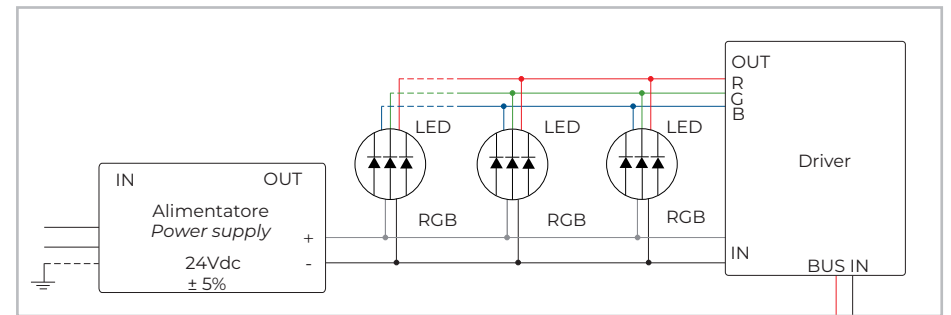 OUT
R
G
B
LED
LED
LED
Driver
IN
OUT
Alimentatore
Power supply
24Vdc
± 5%
+
-
RGB
RGB
RGB
IN
BUS IN